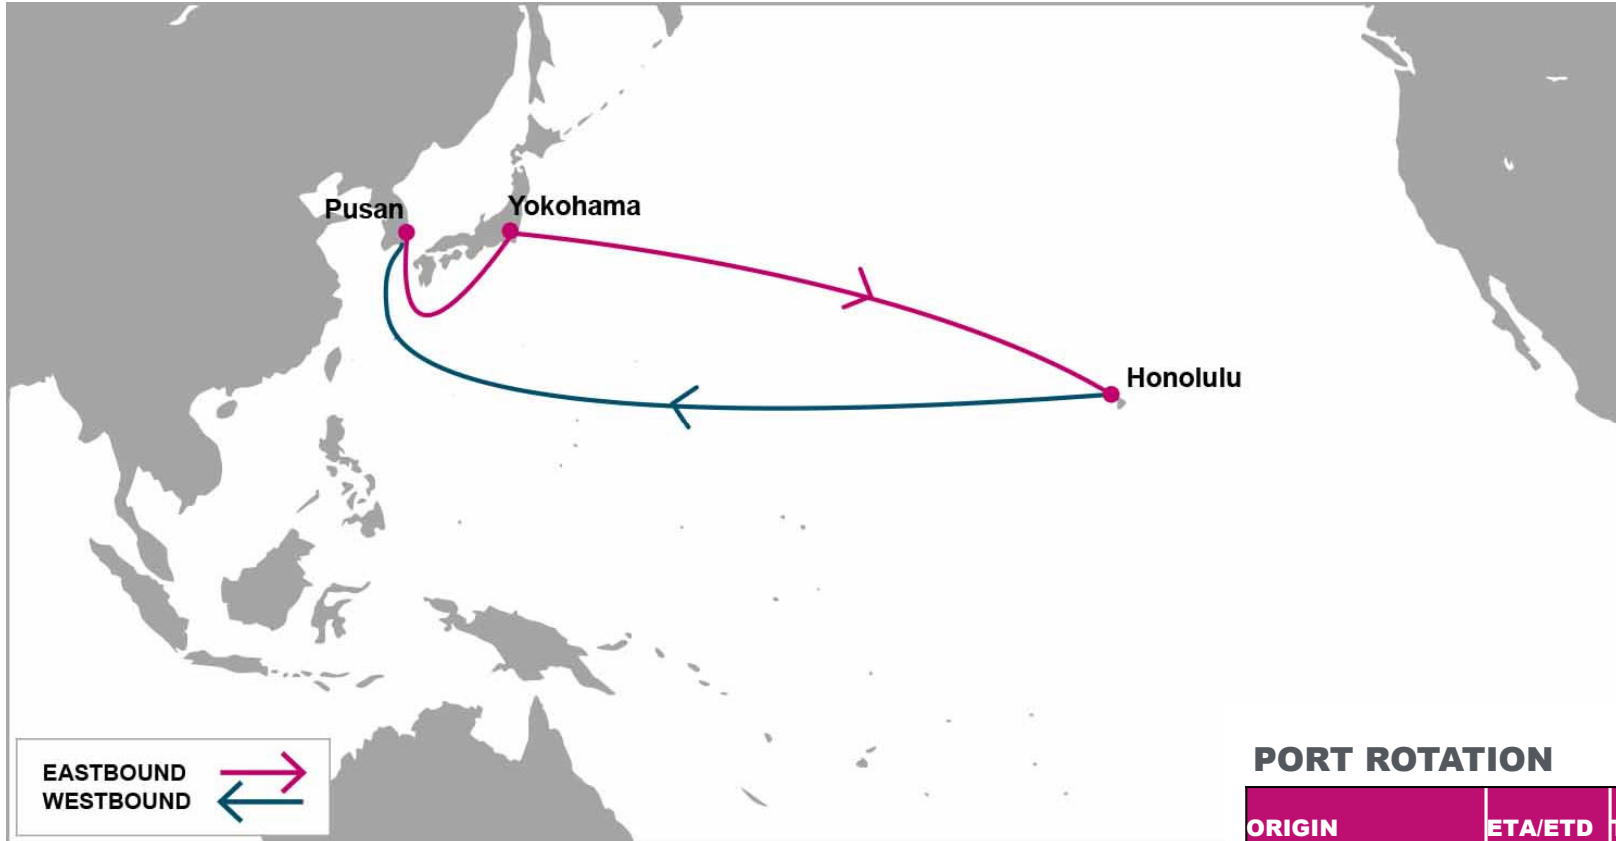 Pusan
Yokohama
Honolulu
EASTBOUND
WESTBOUND
PORT ROTATION
ORIGIN ETA/ETD